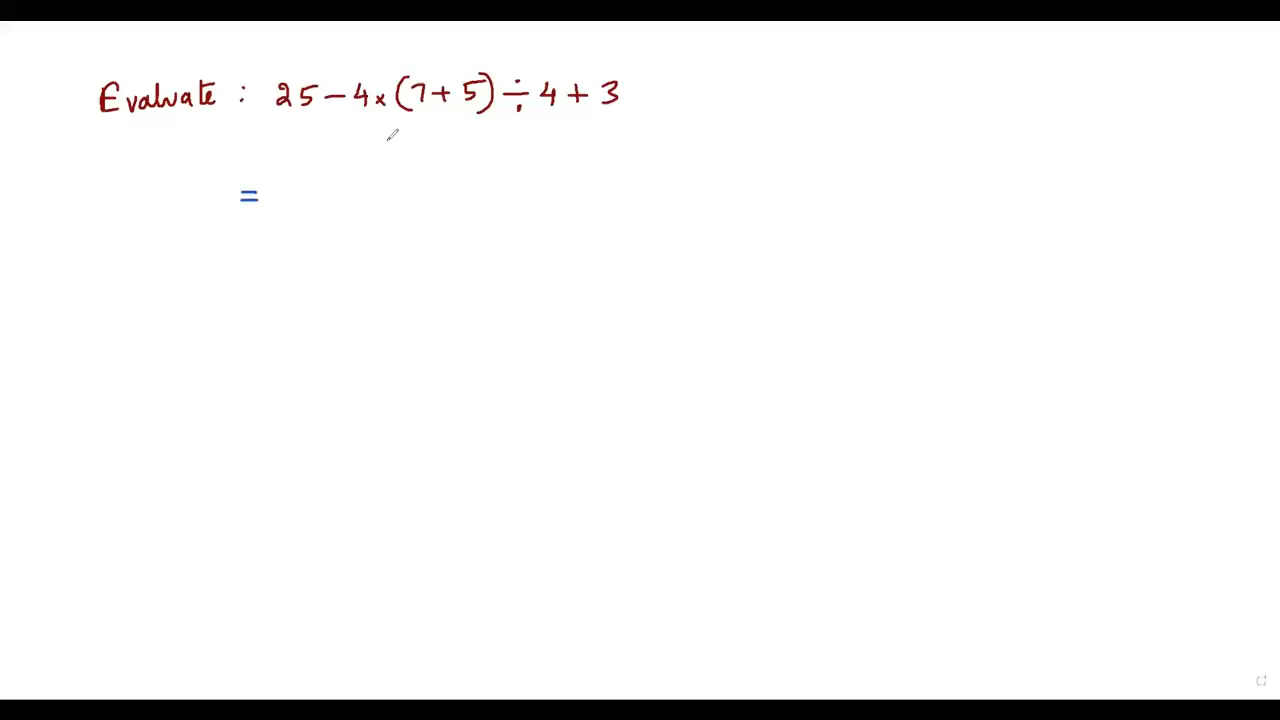 Evaluate : 25 - 4 × (7 + 5) ÷ 4 + 3
=